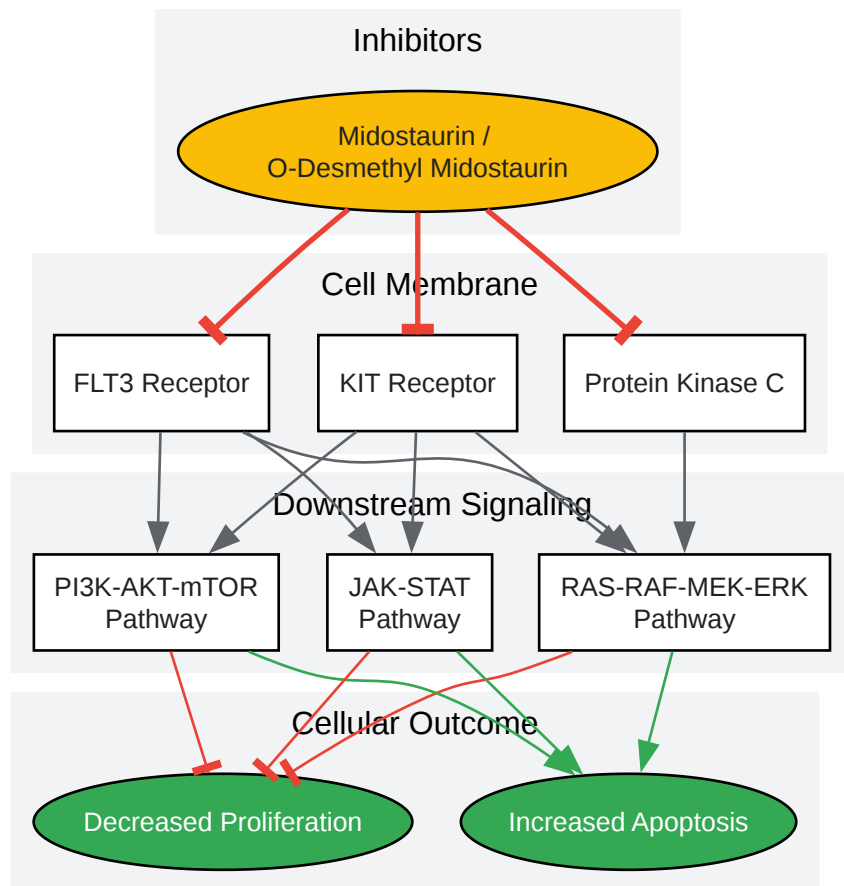 Inhibitors
Midostaurin /
O-Desmethyl Midostaurin
Cell Membrane
FLT3 Receptor
KIT Receptor
Protein Kinase C
Downstream Signaling
PI3K-AKT-mTOR
Pathway
JAK-STAT
Pathway
RAS-RAF-MEK-ERK
Pathway
Cellular Outcome
Decreased Proliferation
Increased Apoptosis